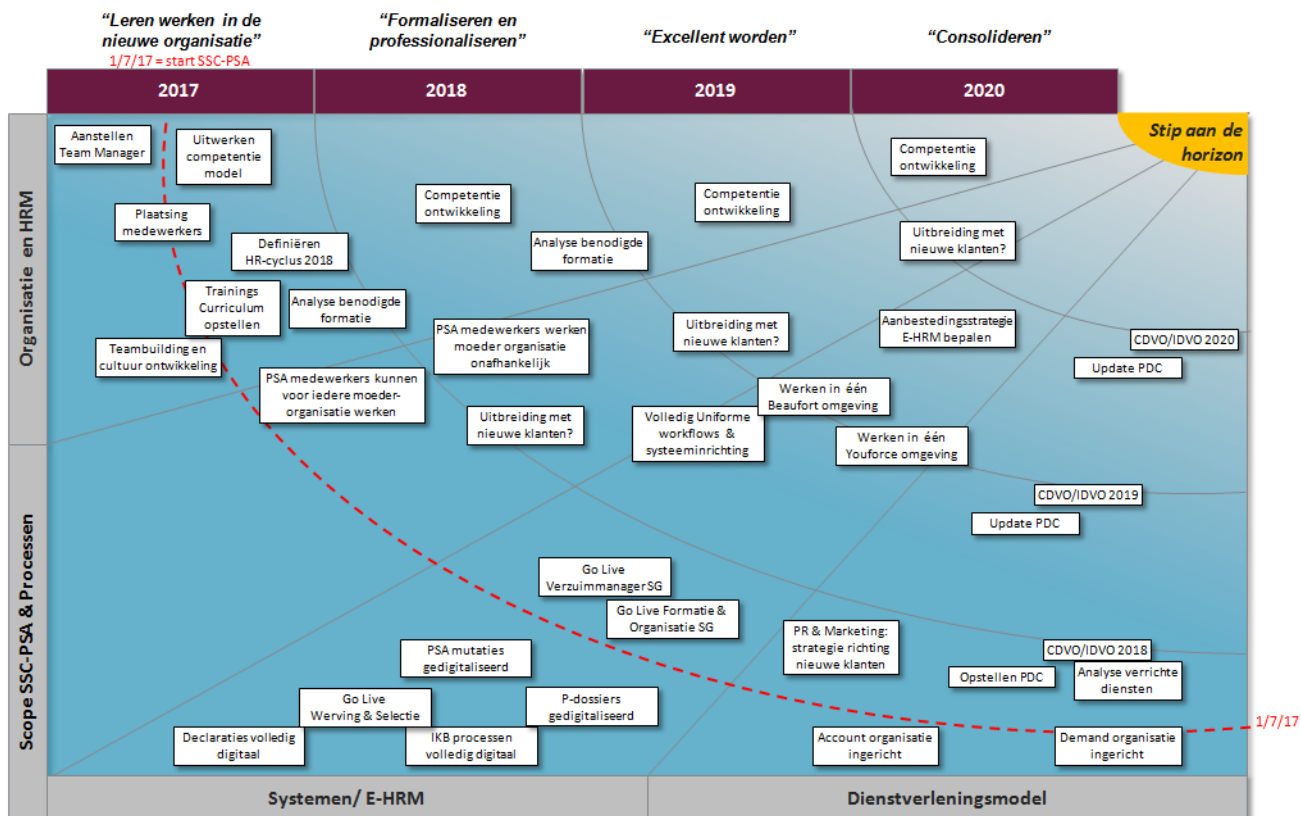 “Leren werken in de
nieuwe organisatie”
1/7/17 = start SSC-PSA
“Formaliseren en
professionaliseren”
“Excellent worden”
“Consolideren”
2017
2018
2019
2020
Stip aan de
horizon
Organisatie en HRM
Scope SSC-PSA & Processen
Aanstellen
Team Manager
Uitwerken
competentie
model
Plaatsing
medewerkers
Definiëren
HR-cyclus 2018
Trainings
Curriculum
opstellen
Analyse benodigde
formatie
Teambuilding en
cultuur ontwikkeling
PSA medewerkers kunnen
voor iedere moeder-
organisatie werken
Competentie
ontwikkeling
Analyse benodigde
formatie
PSA medewerkers werken
moeder organisatie
onafhankelijk
Uitbreiding met
nieuwe klanten?
Competentie
ontwikkeling
Uitbreiding met
nieuwe klanten?
Werken in één
Beaufort omgeving
Volledig Uniforme
workflows &
systeeminrichting
Competentie
ontwikkeling
Uitbreiding met
nieuwe klanten?
Aanbestedingsstrategie
E-HRM bepalen
CDVO/IDVO 2020
Update PDC
Werken in één
Youforce omgeving
CDVO/IDVO 2019
Update PDC
Go Live
Verzuimmanager SG
Go Live Formatie &
Organisatie SG
PSA mutaties
gedigitaliseerd
Go Live
Werving & Selectie
P-dossiers
gedigitaliseerd
Declaraties volledig
digitaal
IKB processen
volledig digitaal
PR & Marketing:
strategie richting
nieuwe klanten
CDVO/IDVO 2018
Opstellen PDC
Analyse verrichte
diensten
Account organisatie
ingericht
Demand organisatie
ingericht
1/7/17
Systemen/ E-HRM
Dienstverleningsmodel